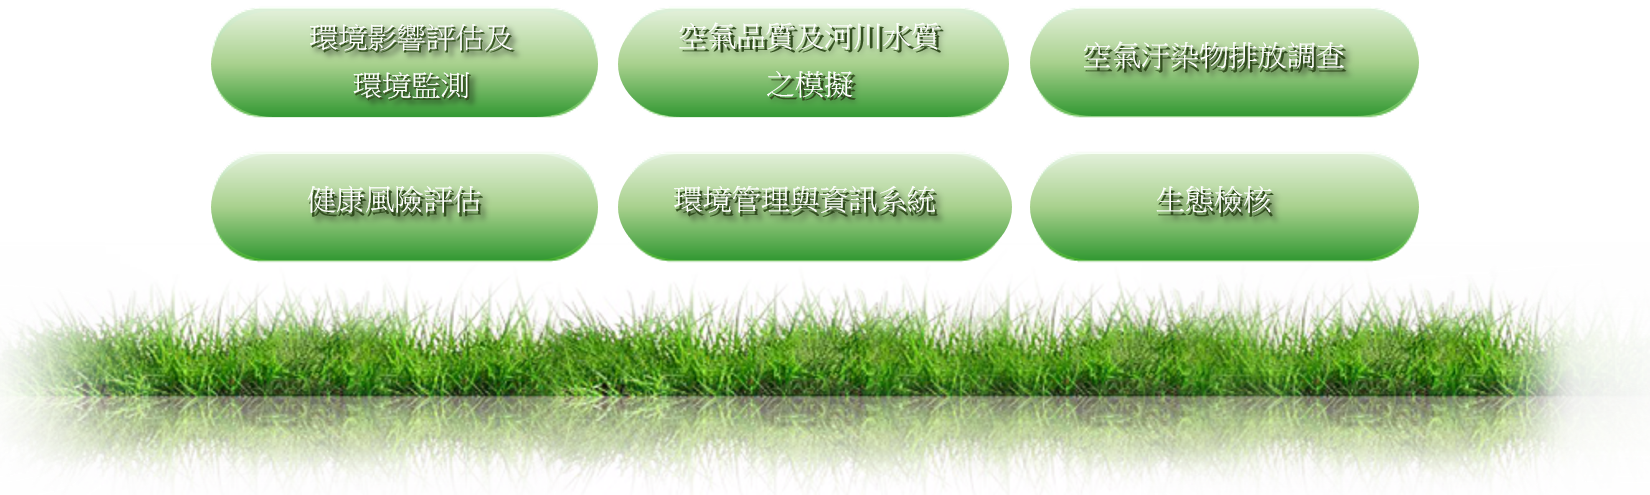 環境影響評估及
環境監測
空氣品質及河川水質
之模擬
空氣汙染物排放調查
健康風險評估
環境管理與資訊系統
生態檢核